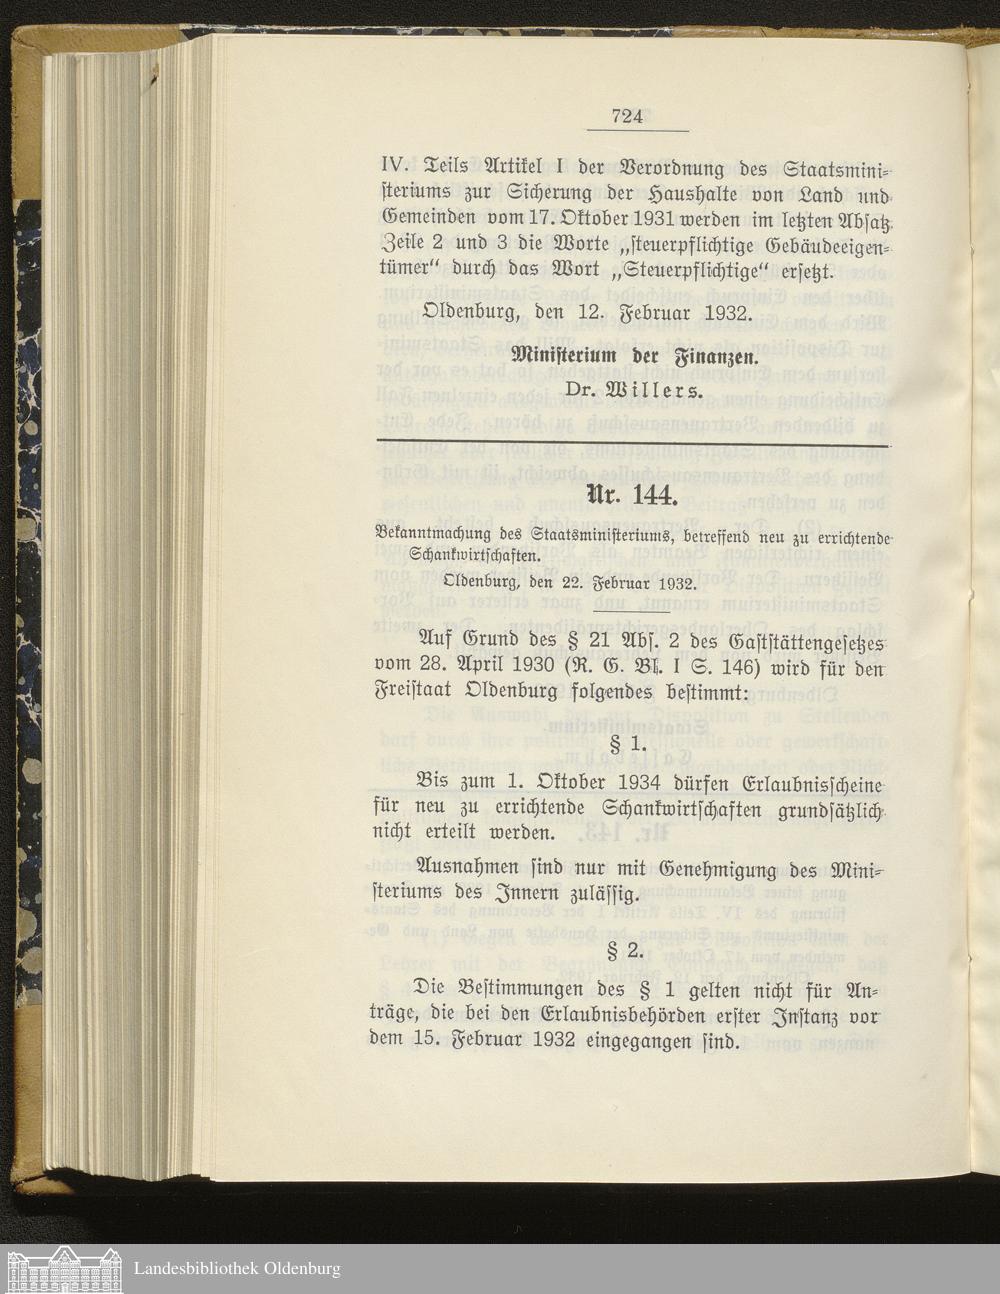 724
IV. Teils Artikel I der Verordnung des Staatsmini-
steriums zur Sicherung der Haushalte von Land und
Gemeinden vom 17. Oktober 1931 werden im letzten Absatz
Zeile 2 und 3 die Worte „steuerpflichtige Gebäudeeigen-
tümer“ durch das Wort „Steuerpflichtige“ ersetzt.
Oldenburg, den 12. Februar 1932.
Ministerium der Finanzen.
Dr. Willers.
Nr. 144.
Bekanntmachung des Staatsministeriums, betreffend neu zu errichtende
Schankwirtschaften.
Oldenburg, den 22. Februar 1932.
Auf Grund des § 21 Abs. 2 des Gaststättengesetzes
vom 28. April 1930 (R. G. Bl. I S. 146) wird für den
Freistaat Oldenburg folgendes bestimmt:
§ 1.
Bis zum 1. Oktober 1934 dürfen Erlaubnisscheine
für neu zu errichtende Schankwirtschaften grundsätzlich
nicht erteilt werden.
Ausnahmen sind nur mit Genehmigung des Mini-
steriums des Innern zulässig.
§ 2.
Die Bestimmungen des § 1 gelten nicht für An-
träge, die bei den Erlaubnisbehörden erster Instanz vor
dem 15. Februar 1932 eingegangen sind.
Landesbibliothek Oldenburg